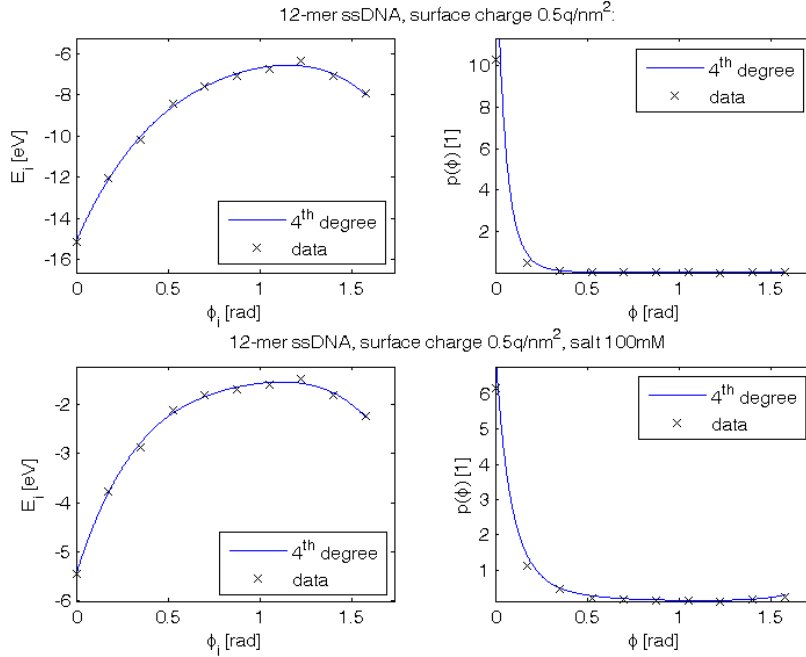 12-mer ssDNA, surface charge 0.5q/nm²:
E_i [eV]
-6
-8
-10
-12
-14
-16
0
0.5
1
1.5
ϕ_i [rad]
4th degree
data
p(ϕ) [1]
10
8
6
4
2
0
0.5
1
1.5
ϕ [rad]
4th degree
data
12-mer ssDNA, surface charge 0.5q/nm², salt 100mM
E_i [eV]
-2
-3
-4
-5
-6
0
0.5
1
1.5
ϕ_i [rad]
4th degree
data
p(ϕ) [1]
6
5
4
3
2
1
0
0.5
1
1.5
ϕ [rad]
4th degree
data